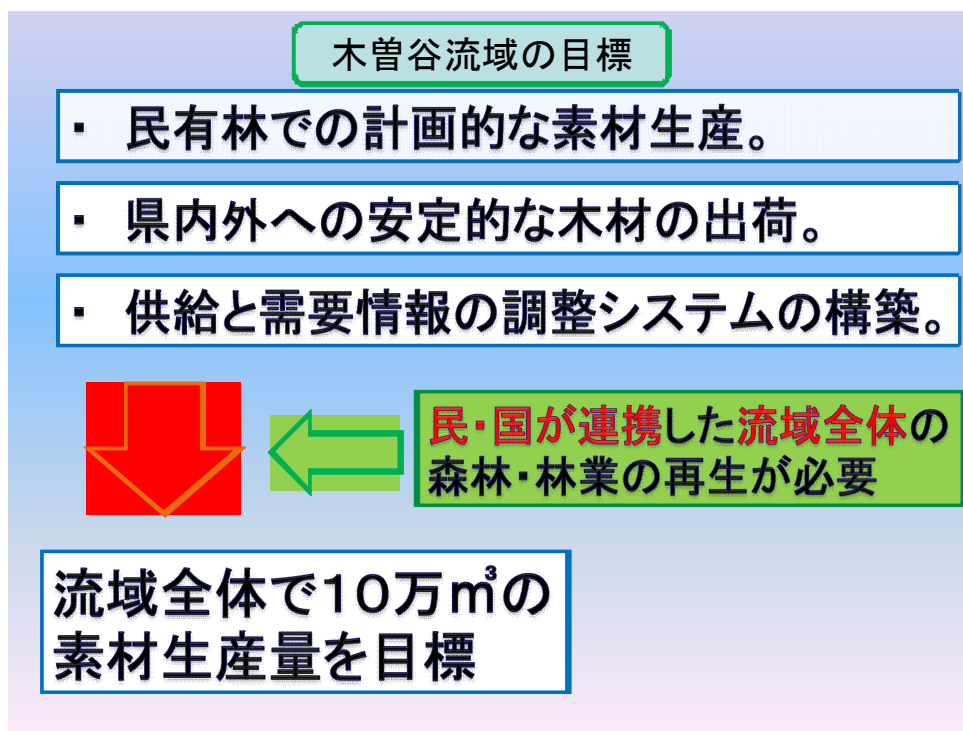 木曽谷流域の目標
・ 民有林での計画的な素材生産。
・ 県内外への安定的な木材の出荷。
・ 供給と需要情報の調整システムの構築。
民・国が連携した流域全体の
森林・林業の再生が必要
流域全体で10万㎥の
素材生産量を目標